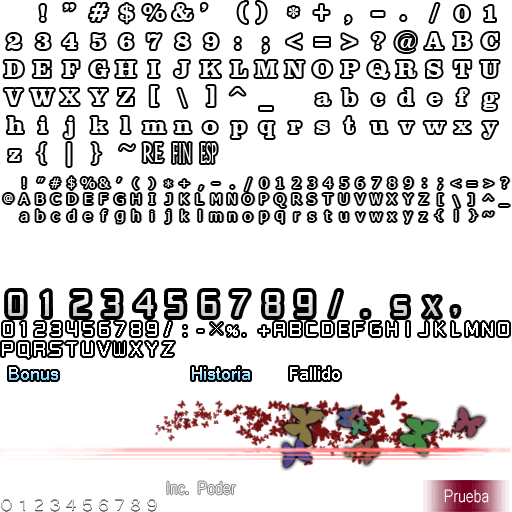 ! " # $ % & ' ( ) * + , - . / 0 1
2 3 4 5 6 7 8 9 : ; < = > ? @ A B C
D E F G H I J K L M N O P Q R S T U
V W X Y Z [ \ ] ^ _ a b c d e f g
h i j k l m n o p q r s t u v w x y
z { | } ~ RE FIN ESP
! " # $ % & ' ( ) * + , - . / 0 1 2 3 4 5 6 7 8 9 : ; < = > ?
@ A B C D E F G H I J K L M N O P Q R S T U V W X Y Z [ \ ] ^ _
a b c d e f g h i j k l m n o p q r s t u v w x y z { | } ~
0 1 2 3 4 5 6 7 8 9 / . s x ,
0 1 2 3 4 5 6 7 8 9 / : - × % . + A B C D E F G H I J K L M N O
P Q R S T U V W X Y Z
Bonus Historia Fallido
Inc. Poder
Prueba
0 1 2 3 4 5 6 7 8 9